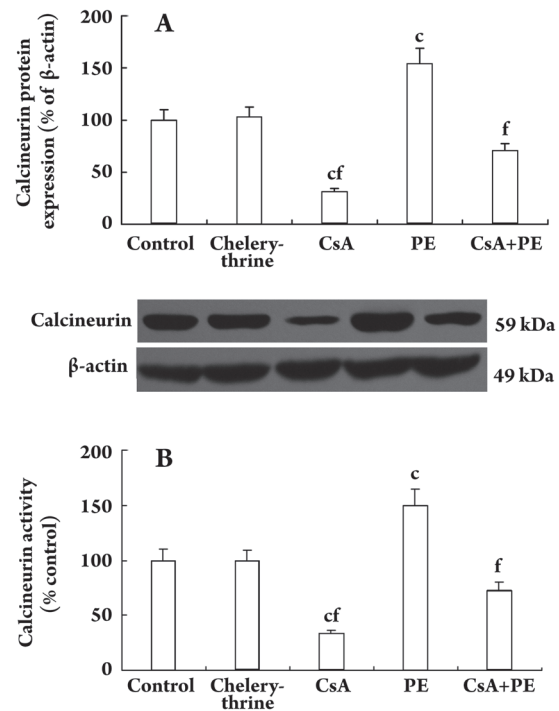 A
Calcineurin protein
expression (% of β-actin)
200
150
100
50
0
cf
c
f
Control
Chelery-
thrine
CsA
PE
CsA+PE
Calcineurin
59 kDa
β-actin
49 kDa
B
Calcineurin activity
(% control)
200
150
100
50
0
cf
c
f
Control
Chelery-
thrine
CsA
PE
CsA+PE